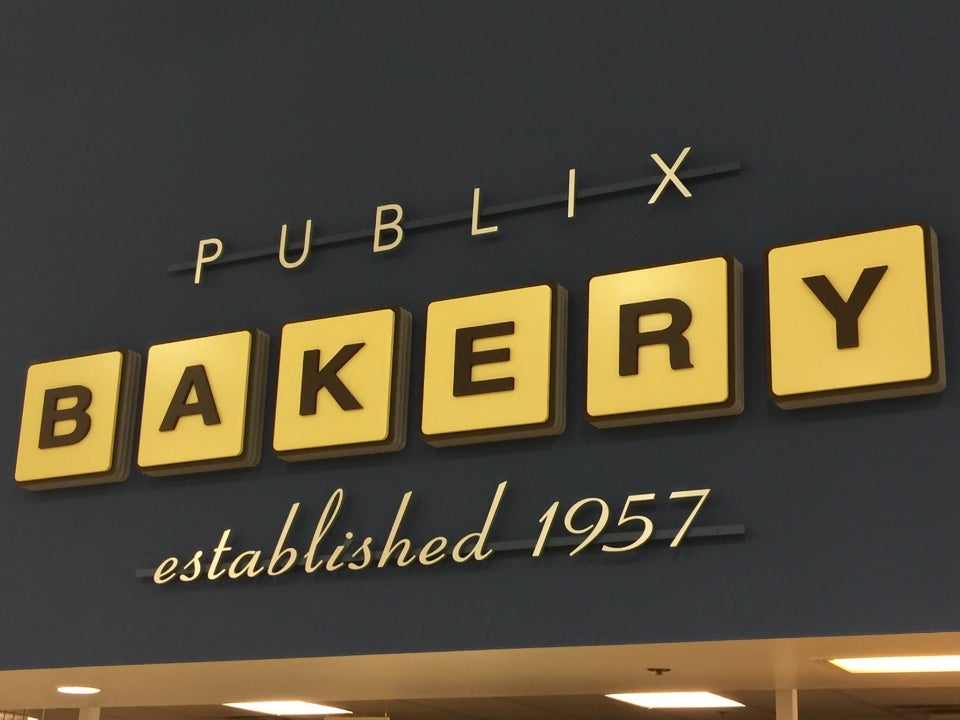 PUBLIX
BAKERY
established 1957